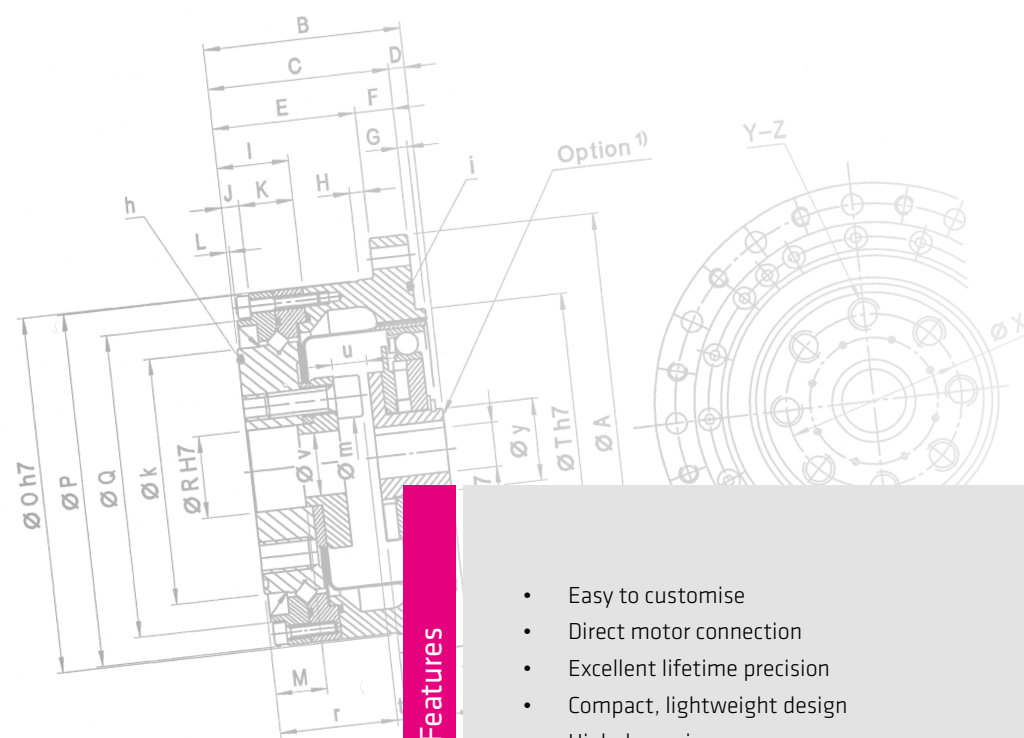 B
C
D
E
F
G
I
H
J
K
L
h
i
Option 1)
Y–Z
Ø X
u
Ø O h7
Ø P
Ø Q
Ø k
Ø R H7
Ø v
Ø m
Ø y
Ø T h7
Ø A
M
r
Features
• Easy to customise
• Direct motor connection
• Excellent lifetime precision
• Compact, lightweight design